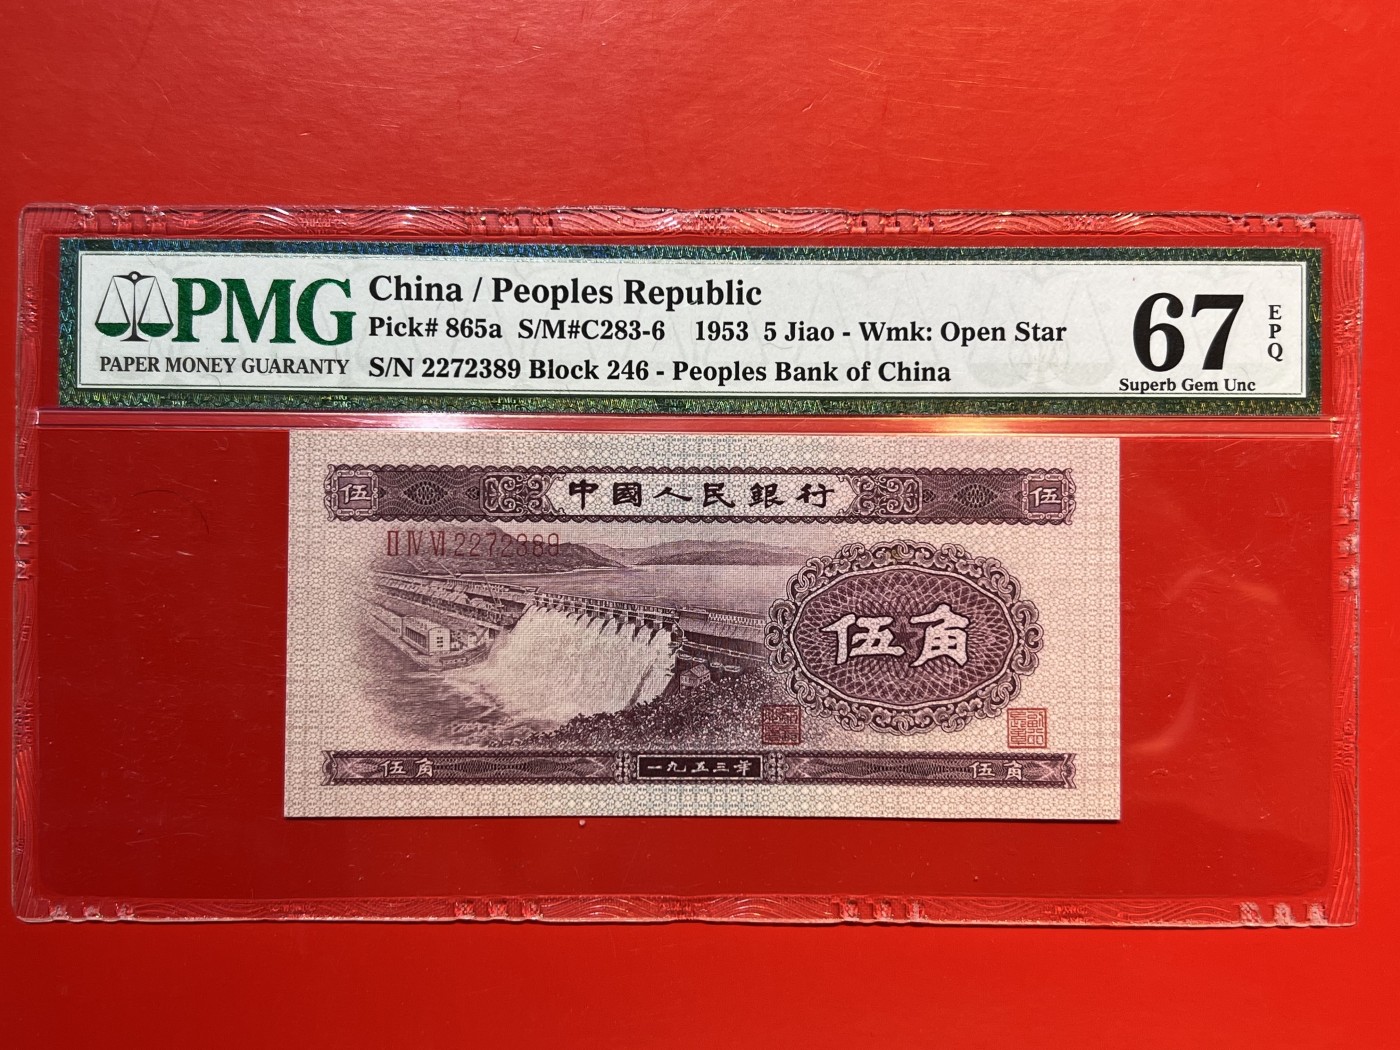 PMG
PAPER MONEY GUARANTY
China / Peoples Republic
Pick# 865a S/M#C283-6 1953 5 Jiao - Wmk: Open Star
S/N 2272389 Block 246 - Peoples Bank of China
67
EPQ
Superb Gem Unc
伍 中國人民銀行 伍
II IV VI 2272389
伍角
伍角 一九五三年 伍角